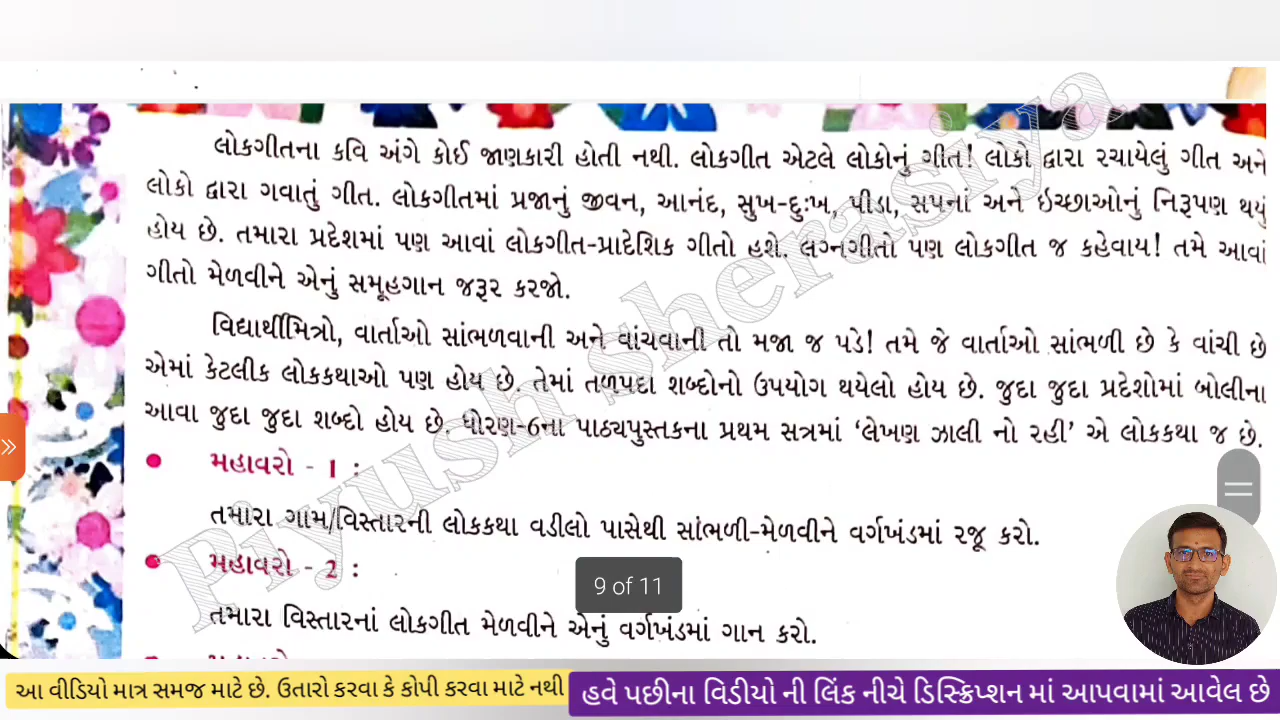 લોકગીતના કવિ અંગે કોઈ જાણકારી હોતી નથી. લોકગીત એટલે લોકોનું ગીત! લોકો દ્વારા રચાયેલું ગીત અને
લોકો દ્વારા ગવાતું ગીત. લોકગીતમાં પ્રજાનું જીવન, આનંદ, સુખ-દુઃખ, પીડા, સપનાં અને ઇચ્છાઓનું નિરૂપણ થયું
હોય છે. તમારા પ્રદેશમાં પણ આવાં લોકગીત-પ્રાદેશિક ગીતો હશે. લગ્નગીતો પણ લોકગીત જ કહેવાય! તમે આવાં
ગીતો મેળવીને એનું સમૂહગાન જરૂર કરજો.
વિદ્યાર્થીમિત્રો, વાર્તાઓ સાંભળવાની અને વાંચવાની તો મજા જ પડે! તમે જે વાર્તાઓ સાંભળી છે કે વાંચી છે
એમાં કેટલીક લોકકથાઓ પણ હોય છે. તેમાં તળપદા શબ્દોનો ઉપયોગ થયેલો હોય છે. જુદા જુદા પ્રદેશોમાં બોલીના
આવા જુદા જુદા શબ્દો હોય છે. ધોરણ-6ના પાઠ્યપુસ્તકના પ્રથમ સત્રમાં ‘લેખણ ઝાલી નો રહી’ એ લોકકથા જ છે.
• મહાવરો - 1 :
તમારા ગામ/વિસ્તારની લોકકથા વડીલો પાસેથી સાંભળી-મેળવીને વર્ગખંડમાં રજૂ કરો.
• મહાવરો - 2 :
તમારા વિસ્તારનાં લોકગીત મેળવીને એનું વર્ગખંડમાં ગાન કરો.
9 of 11
Piyush sherasiya
આ વીડિયો માત્ર સમજ માટે છે. ઉતારો કરવા કે કોપી કરવા માટે નથી
હવે પછીના વિડીયો ની લિંક નીચે ડિસ્ક્રિપ્શન માં આપવામાં આવેલ છે